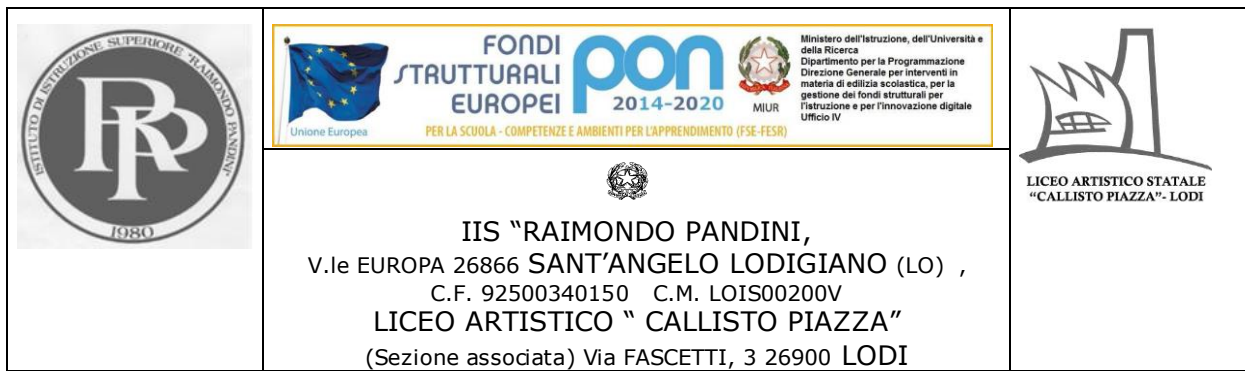 ISTITUTO DI ISTRUZIONE SUPERIORE "RAIMONDO PANDINI"
1980
FONDI
STRUTTURALI
EUROPEI
pon
2014-2020
Unione Europea
MIUR
Ministero dell'Istruzione, dell'Università e
della Ricerca
Dipartimento per la Programmazione
Direzione Generale per interventi in
materia di edilizia scolastica, per la
gestione dei fondi strutturali per
l'istruzione e per l'innovazione digitale
Ufficio IV
PER LA SCUOLA - COMPETENZE E AMBIENTI PER L'APPRENDIMENTO (FSE-FESR)
IIS “RAIMONDO PANDINI,
V.le EUROPA 26866 SANT’ANGELO LODIGIANO (LO) ,
C.F. 92500340150 C.M. LOIS00200V
LICEO ARTISTICO “ CALLISTO PIAZZA”
(Sezione associata) Via FASCETTI, 3 26900 LODI
LICEO ARTISTICO STATALE
“CALLISTO PIAZZA”- LODI